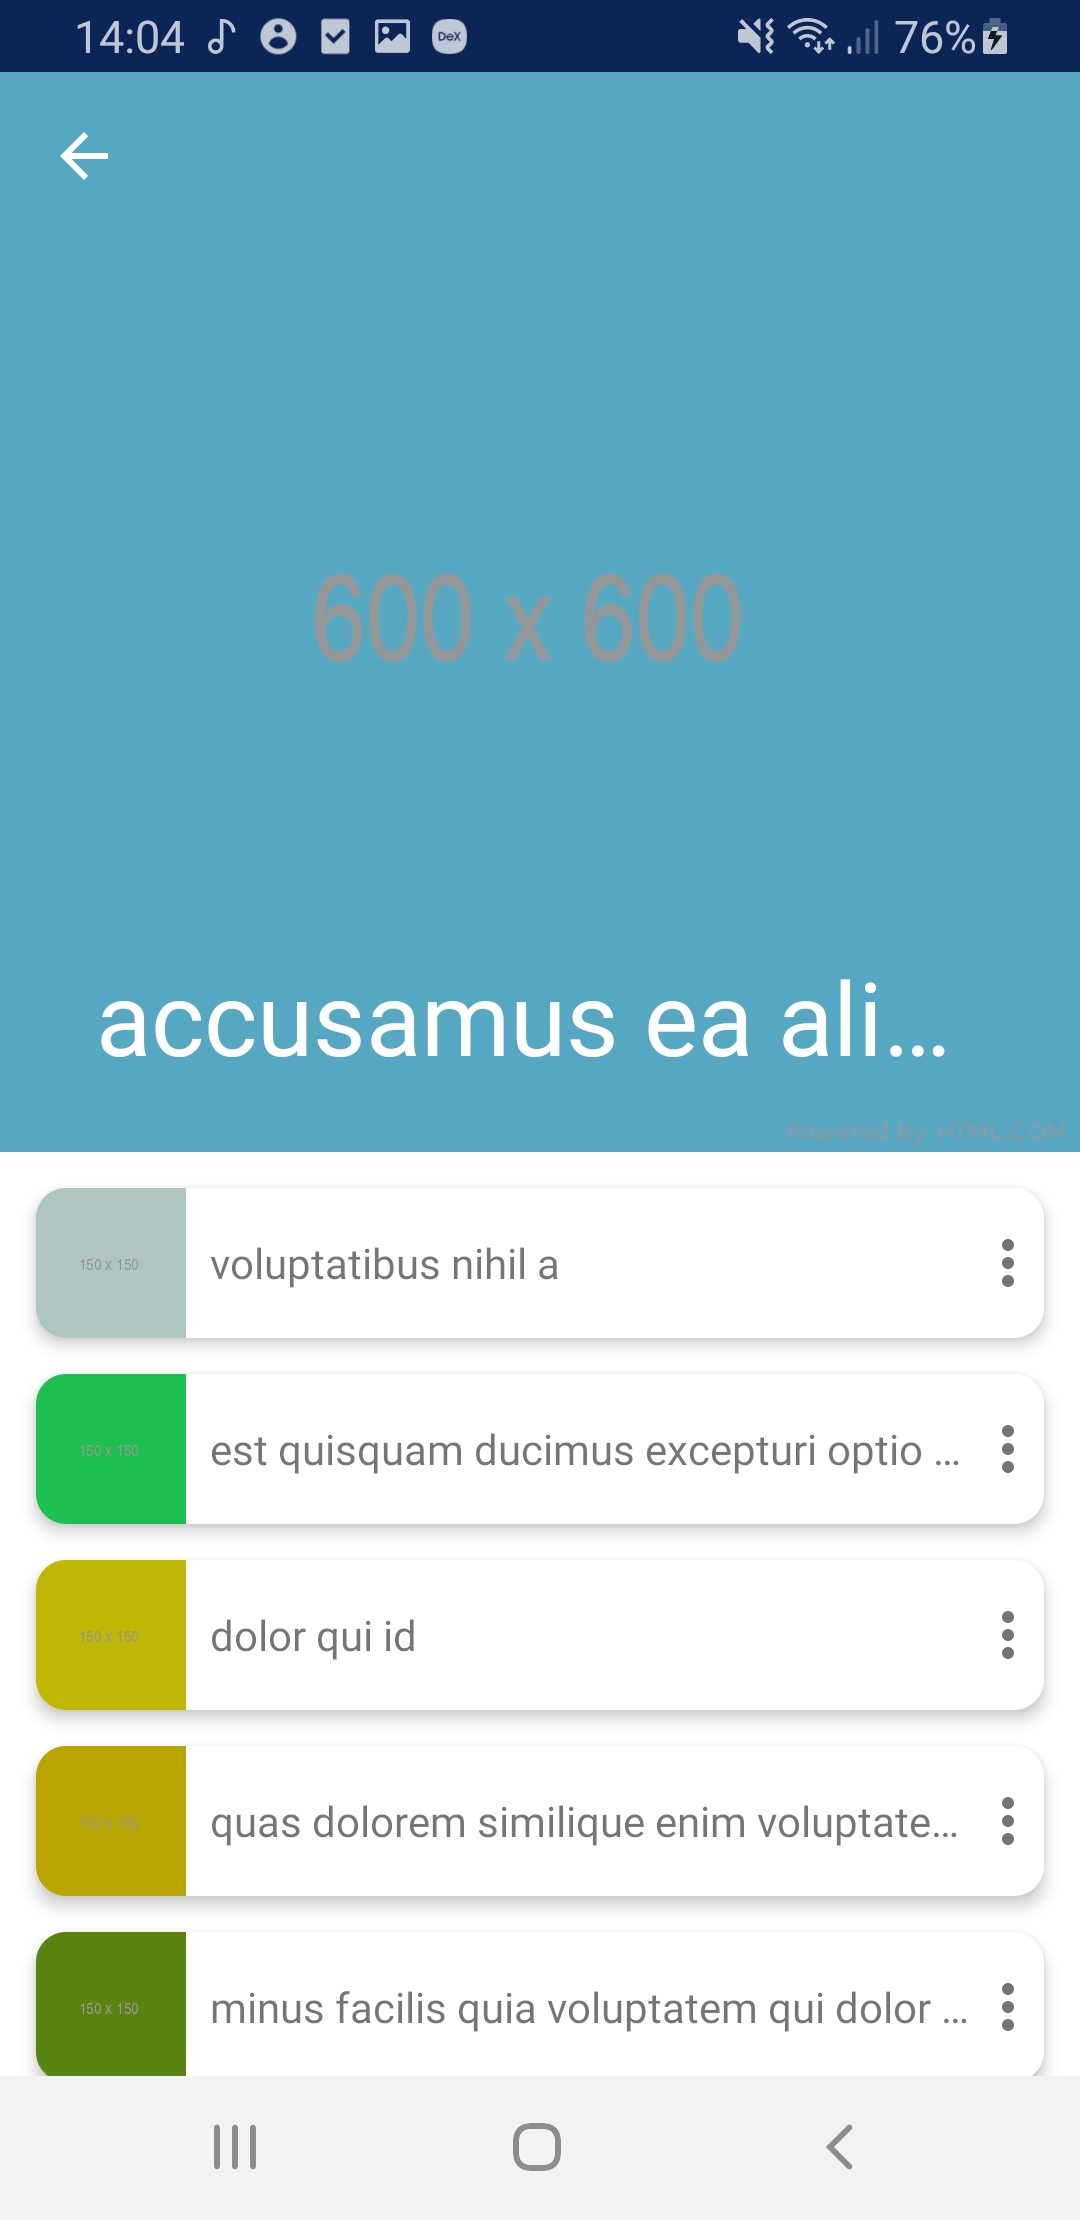 14:04 DeX 76%
600 x 600
accusamus ea ali...
Powered by HTML.COM
150 x 150 voluptatibus nihil a
150 x 150 est quisquam ducimus excepturi optio ...
150 x 150 dolor qui id
150 x 150 quas dolorem similique enim voluptate...
150 x 150 minus facilis quia voluptatem qui dolor ...